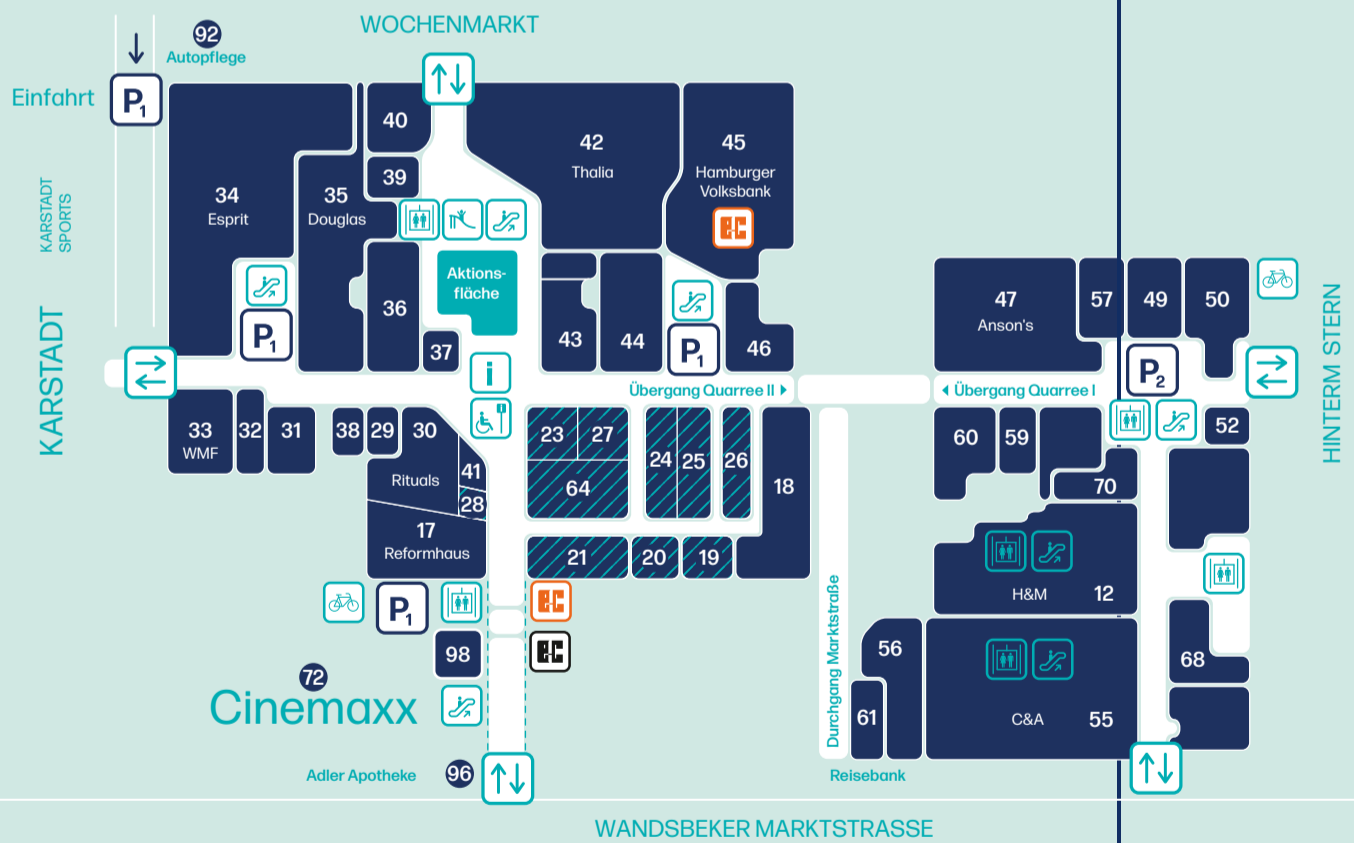 92
Autopflege
WOCHENMARKT
Einfahrt
P1
KARSTADT
SPORTS
KARSTADT
34
Esprit
35
Douglas
40
39
42
Thalia
45
Hamburger
Volksbank
EC
Aktions-
fläche
36
37
P1
43
44
P1
46
47
Anson's
57
49
50
P2
HINTERM STERN
i
Übergang Quarree II
Übergang Quarree I
33
WMF
32
31
38
29
30
Rituals
41
28
17
Reformhaus
23
27
64
24
25
26
18
21
20
19
60
59
70
52
H&M
12
P1
EC
EC
98
72
Cinemaxx
Durchgang Marktstraße
56
61
C&A
55
68
Adler Apotheke
96
Reisebank
WANDSBEKER MARKTSTRASSE